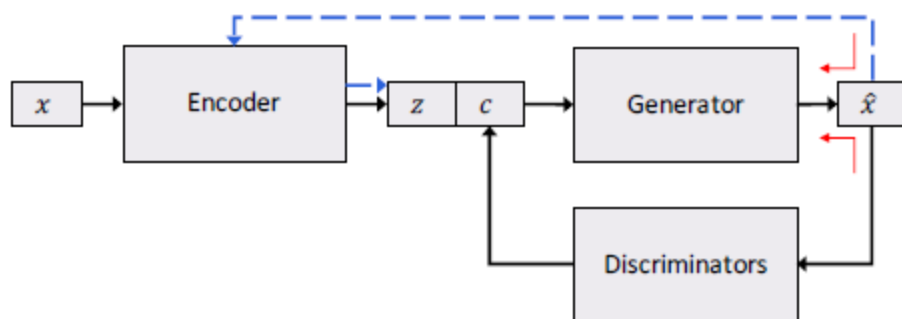 x
Encoder
z
c
Generator
x̂
Discriminators